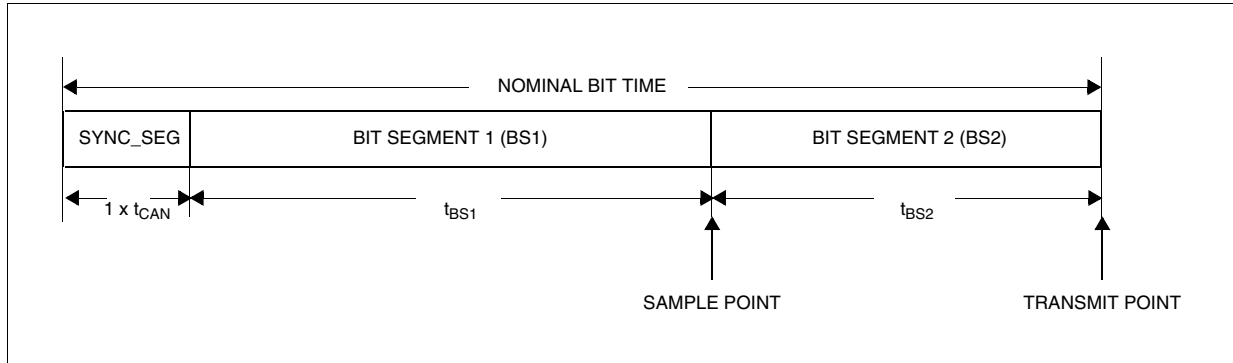 NOMINAL BIT TIME
SYNC_SEG
BIT SEGMENT 1 (BS1)
BIT SEGMENT 2 (BS2)
1 x tCAN
tBS1
tBS2
SAMPLE POINT
TRANSMIT POINT